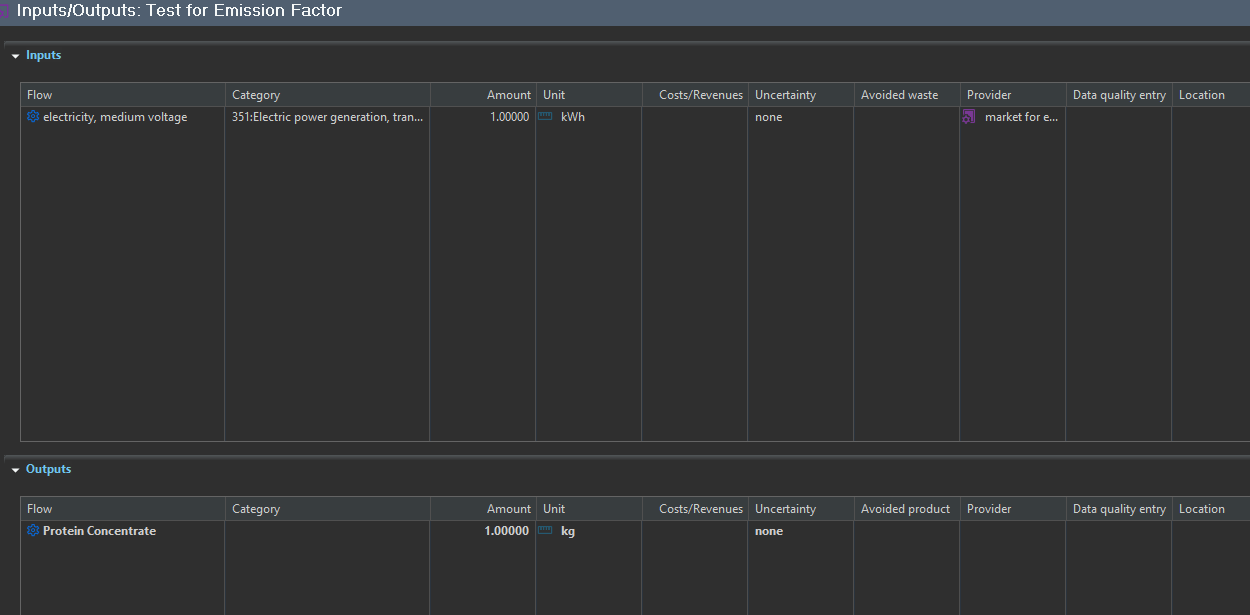 Inputs/Outputs: Test for Emission Factor
Inputs
Flow Category Amount Unit Costs/Revenues Uncertainty Avoided waste Provider Data quality entry Location
electricity, medium voltage 351:Electric power generation, tran... 1.00000 kWh none market for e...
Outputs
Flow Category Amount Unit Costs/Revenues Uncertainty Avoided product Provider Data quality entry Location
Protein Concentrate 1.00000 kg none